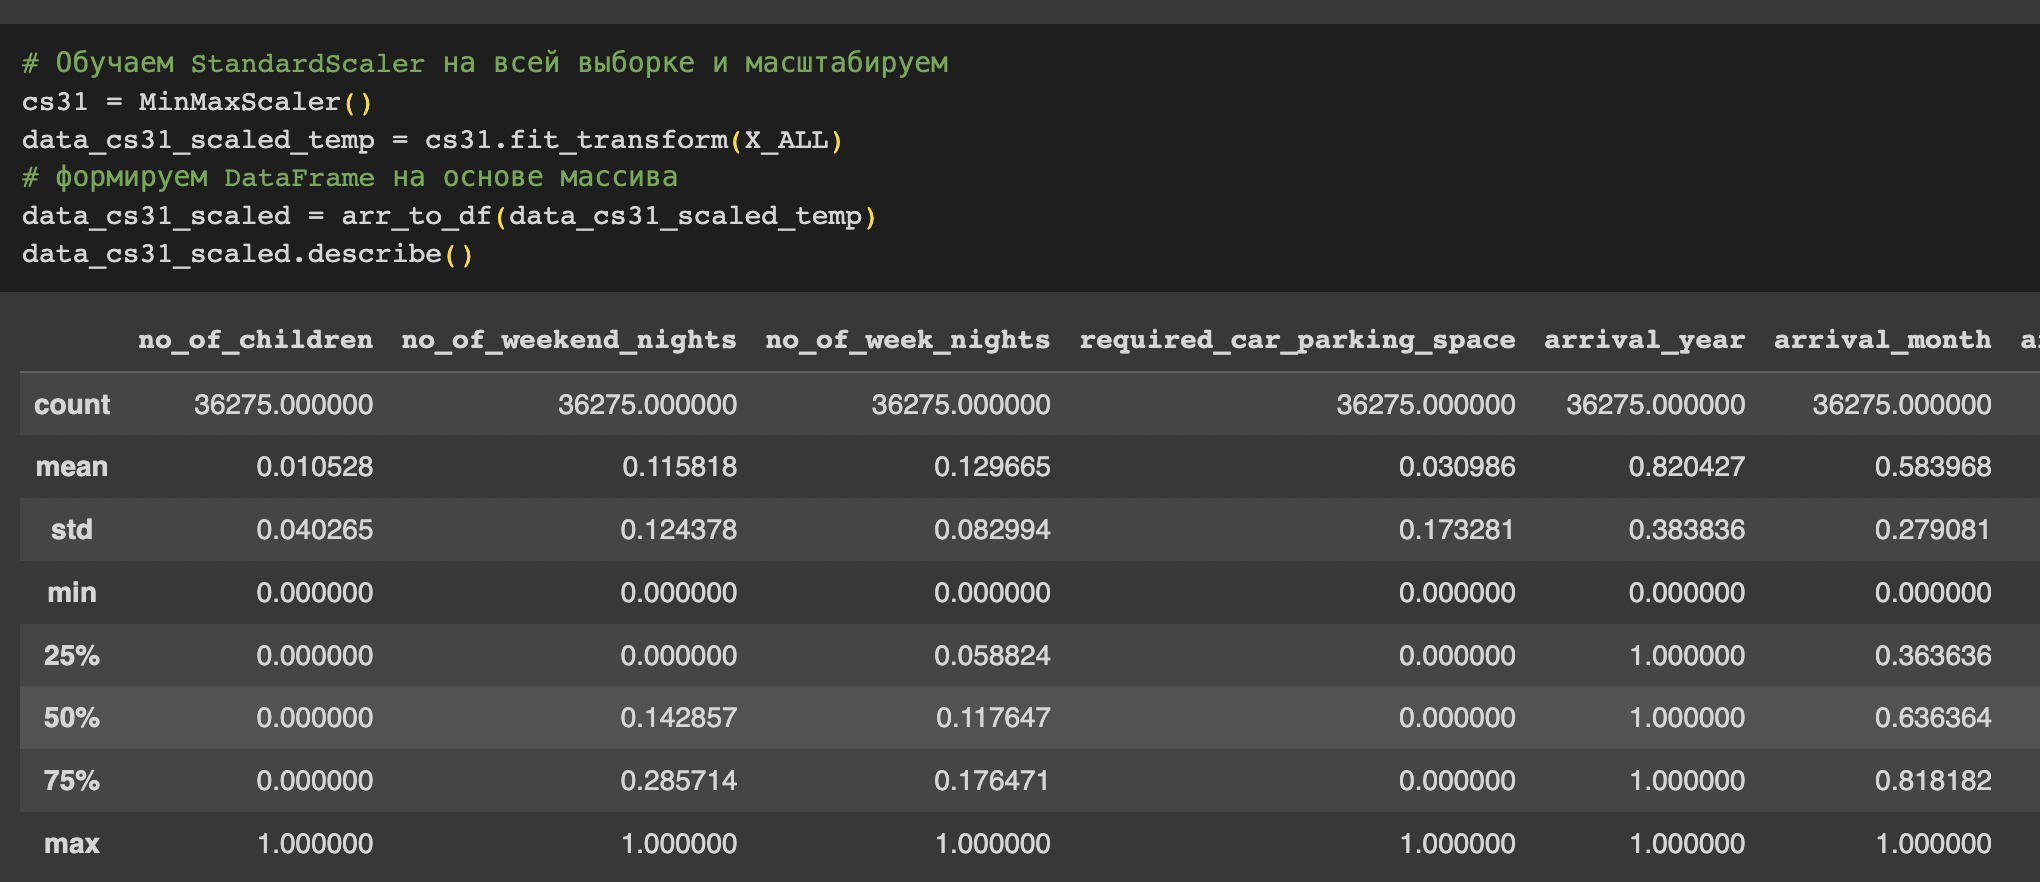 # Обучаем StandardScaler на всей выборке и масштабируем
cs31 = MinMaxScaler()
data_cs31_scaled_temp = cs31.fit_transform(X_ALL)
# формируем DataFrame на основе массива
data_cs31_scaled = arr_to_df(data_cs31_scaled_temp)
data_cs31_scaled.describe()
no_of_children no_of_weekend_nights no_of_week_nights required_car_parking_space arrival_year arrival_month
count 36275.000000 36275.000000 36275.000000 36275.000000 36275.000000 36275.000000
mean 0.010528 0.115818 0.129665 0.030986 0.820427 0.583968
std 0.040265 0.124378 0.082994 0.173281 0.383836 0.279081
min 0.000000 0.000000 0.000000 0.000000 0.000000 0.000000
25% 0.000000 0.000000 0.058824 0.000000 1.000000 0.363636
50% 0.000000 0.142857 0.117647 0.000000 1.000000 0.636364
75% 0.000000 0.285714 0.176471 0.000000 1.000000 0.818182
max 1.000000 1.000000 1.000000 1.000000 1.000000 1.000000